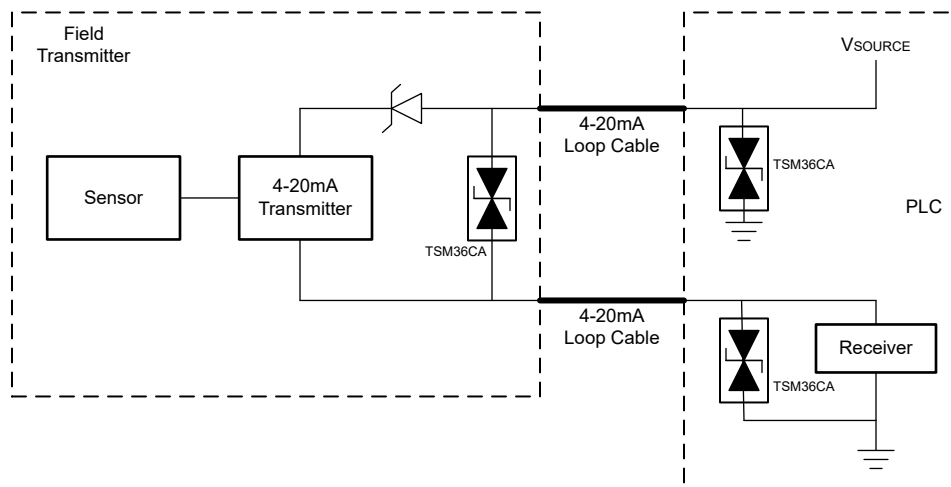 Field
Transmitter
VSOURCE
4-20mA
Loop Cable
TSM36CA
Sensor
4-20mA
Transmitter
PLC
TSM36CA
4-20mA
Loop Cable
Receiver
TSM36CA